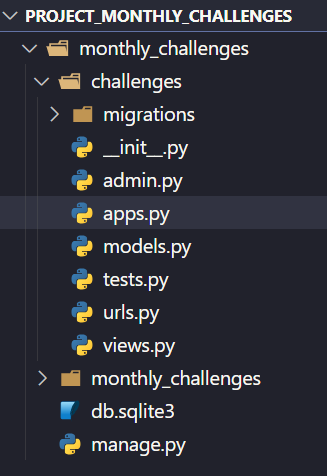 PROJECT_MONTHLY_CHALLENGES
monthly_challenges
challenges
migrations
__init__.py
admin.py
apps.py
models.py
tests.py
urls.py
views.py
monthly_challenges
db.sqlite3
manage.py